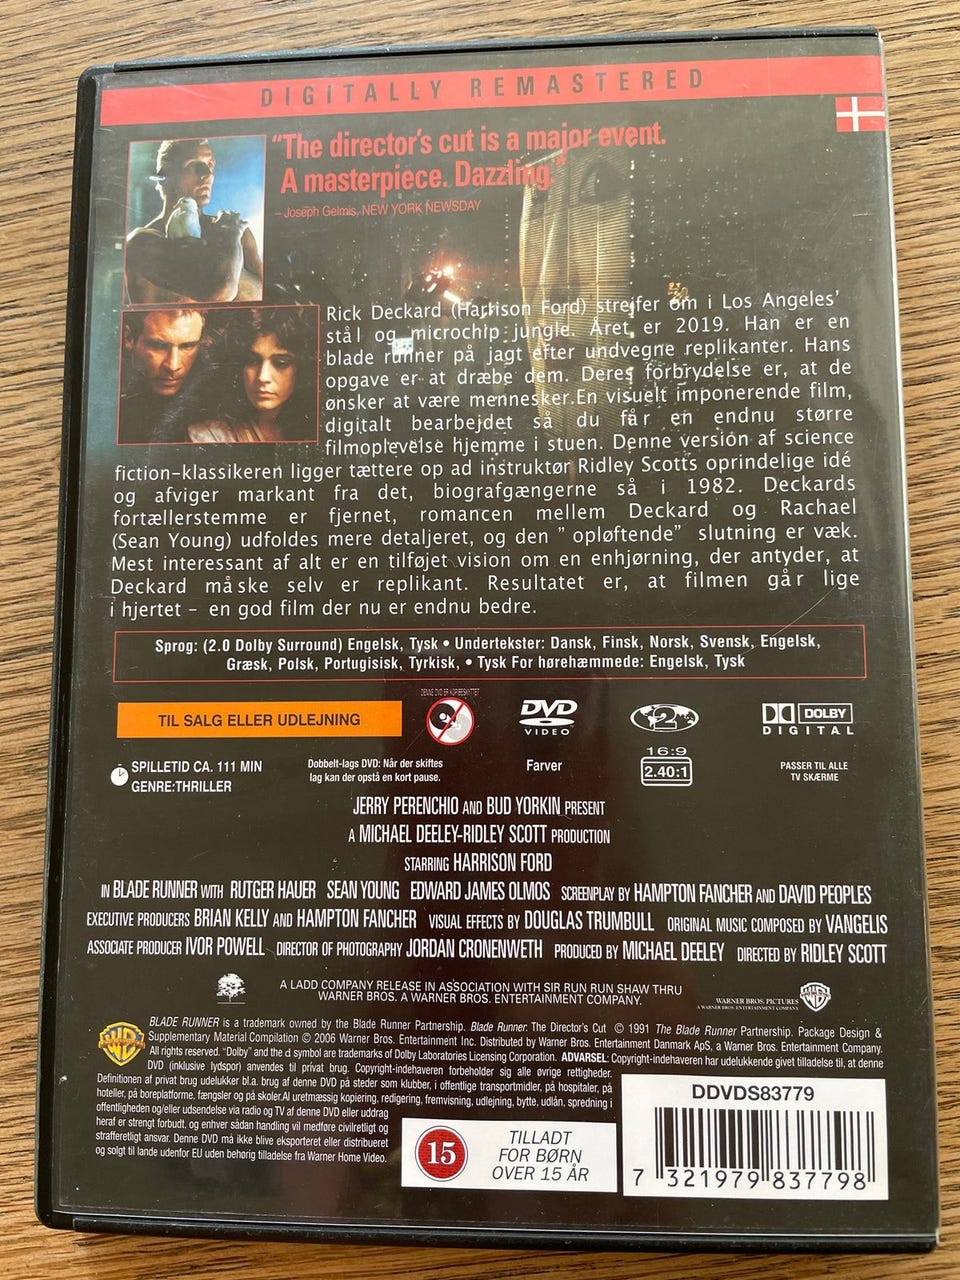 DIGITALLY REMASTERED
“The director's cut is a major event.
A masterpiece. Dazzling”
– Joseph Gelmis, NEW YORK NEWSDAY
Rick Deckard (Harrison Ford) strejfer om i Los Angeles'
stål og microchip jungle. Året er 2019. Han er en
blade runner på jagt efter undvegne replikanter. Hans
opgave er at dræbe dem. Deres forbrydelse er, at de
ønsker at være mennesker.En visuelt imponerende film,
digitalt bearbejdet så du får en endnu større
filmoplevelse hjemme i stuen. Denne version af science
fiction–klassikeren ligger tættere op ad instruktør Ridley Scotts oprindelige idé
og afviger markant fra det, biografgængerne så i 1982. Deckards
fortællerstemme er fjernet, romancen mellem Deckard og Rachael
(Sean Young) udfoldes mere detaljeret, og den ” opløftende” slutning er væk.
Mest interessant af alt er en tilføjet vision om en enhjørning, der antyder, at
Deckard måske selv er replikant. Resultatet er, at filmen går lige
i hjertet – en god film der nu er endnu bedre.
Sprog: (2.0 Dolby Surround) Engelsk, Tysk • Undertekster: Dansk, Finsk, Norsk, Svensk, Engelsk,
Græsk, Polsk, Portugisisk, Tyrkisk, • Tysk For hørehæmmede: Engelsk, Tysk
DENNE DVD ER KOPIBESKYTTET
TIL SALG ELLER UDLEJNING
DVD
VIDEO
2
DOLBY
DIGITAL
SPILLETID CA. 111 MIN
GENRE:THRILLER
Dobbelt-lags DVD: Når der skiftes
lag kan der opstå en kort pause.
Farver
16:9
2.40:1
PASSER TIL ALLE
TV SKÆRME
JERRY PERENCHIO AND BUD YORKIN PRESENT
A MICHAEL DEELEY-RIDLEY SCOTT PRODUCTION
STARRING HARRISON FORD
IN BLADE RUNNER WITH RUTGER HAUER SEAN YOUNG EDWARD JAMES OLMOS SCREENPLAY BY HAMPTON FANCHER AND DAVID PEOPLES
EXECUTIVE PRODUCERS BRIAN KELLY AND HAMPTON FANCHER VISUAL EFFECTS BY DOUGLAS TRUMBULL ORIGINAL MUSIC COMPOSED BY VANGELIS
ASSOCIATE PRODUCER IVOR POWELL DIRECTOR OF PHOTOGRAPHY JORDAN CRONENWETH PRODUCED BY MICHAEL DEELEY DIRECTED BY RIDLEY SCOTT
A LADD COMPANY RELEASE IN ASSOCIATION WITH SIR RUN RUN SHAW THRU
WARNER BROS. A WARNER BROS. ENTERTAINMENT COMPANY.
WARNER BROS. PICTURES
A WARNER BROS. ENTERTAINMENT COMPANY
BLADE RUNNER is a trademark owned by the Blade Runner Partnership. Blade Runner: The Director's Cut © 1991 The Blade Runner Partnership. Package Design &
Supplementary Material Compilation © 2006 Warner Bros. Entertainment Inc. Distributed by Warner Bros. Entertainment Danmark ApS, a Warner Bros. Entertainment Company.
All rights reserved. “Dolby” and the d symbol are trademarks of Dolby Laboratories Licensing Corporation. ADVARSEL: Copyright-indehaveren har udelukkende givet tilladelse til, at denne
DVD (inklusive lydspor) anvendes til privat brug. Copyright-indehaveren forbeholder sig alle øvrige rettigheder.
Definitionen af privat brug udelukker bl.a. brug af denne DVD på steder som klubber, i offentlige transportmidler, på hospitaler, på
hoteller, på boreplatforme, fængsler og på skoler.Al uretmæssig kopiering, redigering, fremvisning, udlejning, bytte, udlån, spredning i
offentligheden og/eller udsendelse via radio og TV af denne DVD eller uddrag
heraf er strengt forbudt, og enhver sådan handling vil medføre civilretligt og
strafferetligt ansvar. Denne DVD må ikke blive eksporteret eller distribueret
og solgt til lande udenfor EU uden behørig tilladelse fra Warner Home Video.
15
TILLADT
FOR BØRN
OVER 15 ÅR
DDVDS83779
7 321979 837798